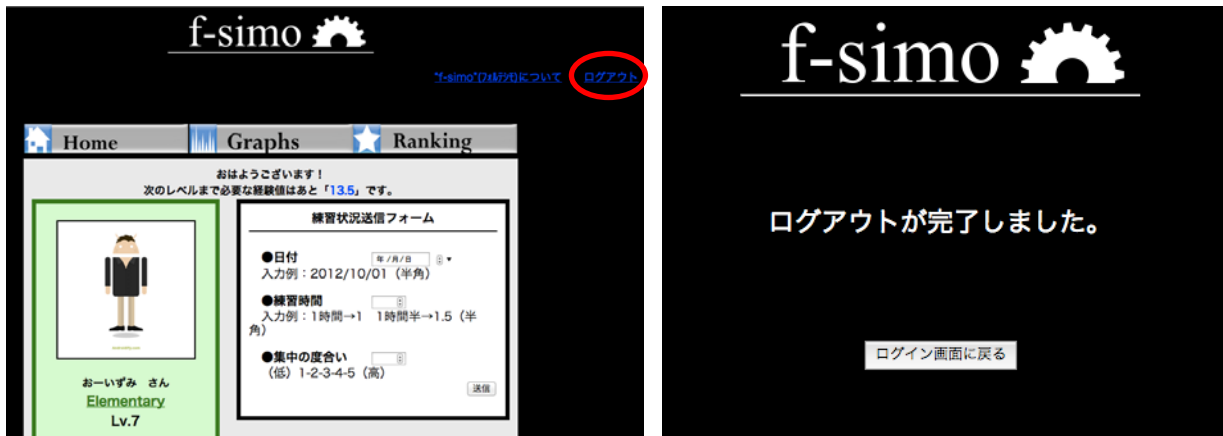 f-simo
"f-simo"(フォルテシモ)について ログアウト
Home Graphs Ranking
おはようございます！
次のレベルまで必要な経験値はあと「13.5」です。
おーいずみ さん
Elementary
Lv.7
練習状況送信フォーム
●日付 年 /月/日
入力例：2012/10/01（半角）
●練習時間
入力例：1時間→1 1時間半→1.5（半
角）
●集中の度合い
（低）1-2-3-4-5（高）
送信
f-simo
ログアウトが完了しました。
ログイン画面に戻る